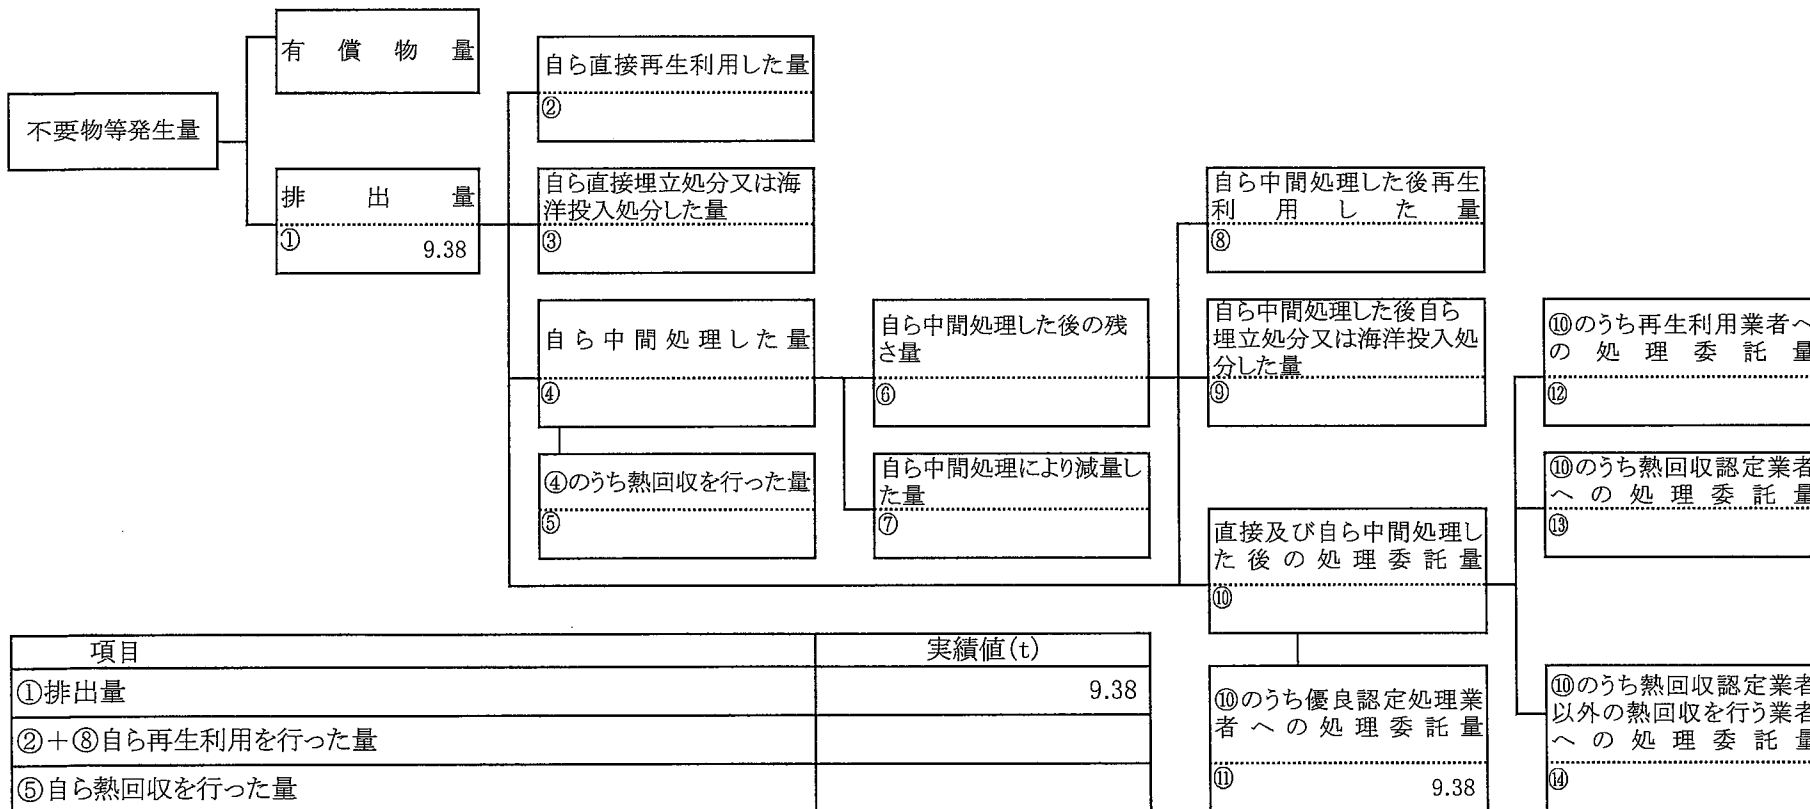 有償物量
不要物等発生量
排出量
①
9.38
自ら直接再生利用した量
②
自ら直接埋立処分又は海
洋投入処分した量
③
自ら中間処理した量
④
④のうち熱回収を行った量
⑤
自ら中間処理した後の残
さ量
⑥
自ら中間処理により減量し
た量
⑦
自ら中間処理した後再生
利用した量
⑧
自ら中間処理した後自ら
埋立処分又は海洋投入処
分した量
⑨
直接及び自ら中間処理し
た後の処理委託量
⑩
⑩のうち優良認定処理業
者への処理委託量
⑪
9.38
⑩のうち再生利用業者へ
の処理委託量
⑫
⑩のうち熱回収認定業者
への処理委託量
⑬
⑩のうち熱回収認定業者
以外の熱回収を行う業者
への処理委託量
⑭
項目 実績値(t)
①排出量 9.38
②+⑧自ら再生利用を行った量
⑤自ら熱回収を行った量